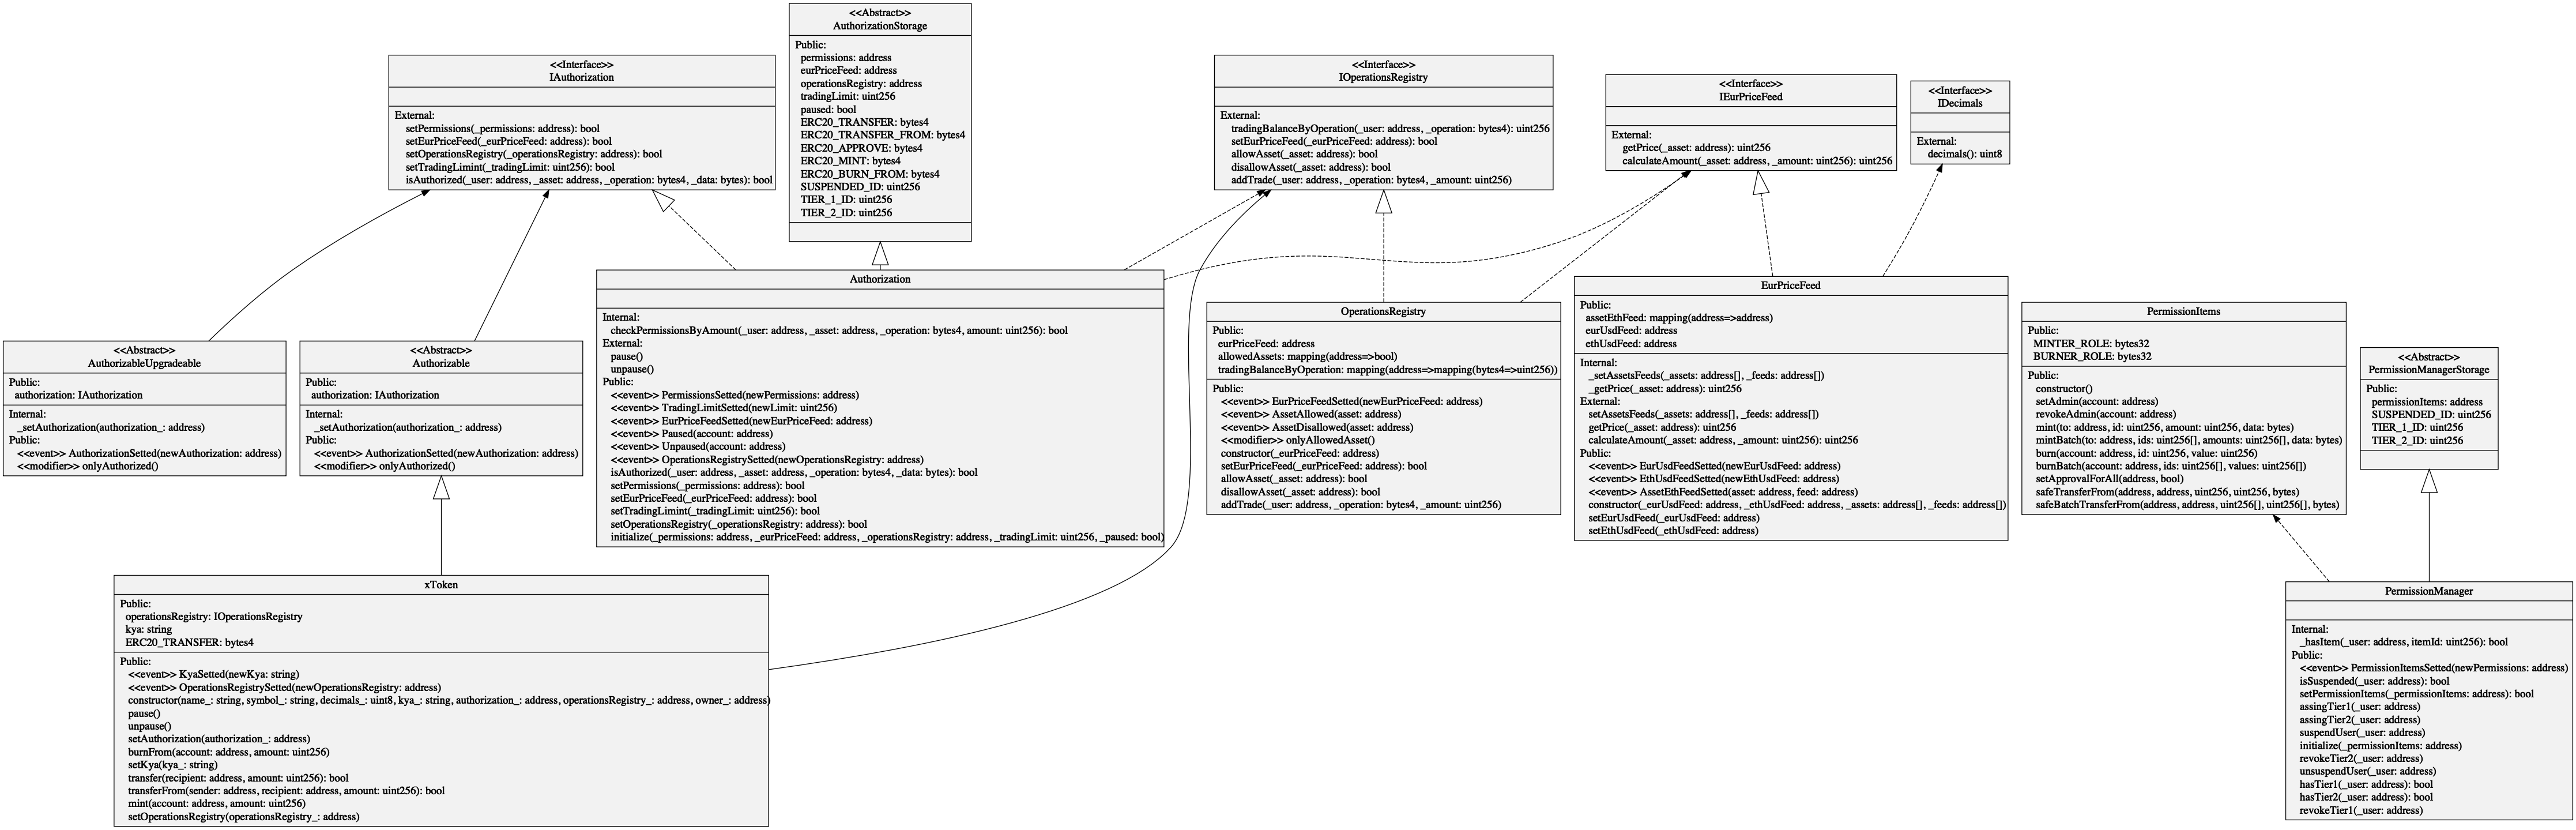 <<Abstract>>
AuthorizationStorage
Public:
permissions: address
eurPriceFeed: address
operationsRegistry: address
tradingLimit: uint256
paused: bool
ERC20_TRANSFER: bytes4
ERC20_TRANSFER_FROM: bytes4
ERC20_APPROVE: bytes4
ERC20_MINT: bytes4
ERC20_BURN_FROM: bytes4
SUSPENDED_ID: uint256
TIER_1_ID: uint256
TIER_2_ID: uint256
<<Interface>>
IAuthorization
External:
setPermissions(_permissions: address): bool
setEurPriceFeed(_eurPriceFeed: address): bool
setOperationsRegistry(_operationsRegistry: address): bool
setTradingLimint(_tradingLimit: uint256): bool
isAuthorized(_user: address, _asset: address, _operation: bytes4, _data: bytes): bool
<<Interface>>
IOperationsRegistry
External:
tradingBalanceByOperation(_user: address, _operation: bytes4): uint256
setEurPriceFeed(_eurPriceFeed: address): bool
allowAsset(_asset: address): bool
disallowAsset(_asset: address): bool
addTrade(_user: address, _operation: bytes4, _amount: uint256)
<<Interface>>
IEurPriceFeed
External:
getPrice(_asset: address): uint256
calculateAmount(_asset: address, _amount: uint256): uint256
<<Interface>>
IDecimals
External:
decimals(): uint8
<<Abstract>>
AuthorizableUpgradeable
Public:
authorization: IAuthorization
Internal:
_setAuthorization(authorization_: address)
Public:
<<event>> AuthorizationSetted(newAuthorization: address)
<<modifier>> onlyAuthorized()
<<Abstract>>
Authorizable
Public:
authorization: IAuthorization
Internal:
_setAuthorization(authorization_: address)
Public:
<<event>> AuthorizationSetted(newAuthorization: address)
<<modifier>> onlyAuthorized()
Authorization
Internal:
checkPermissionsByAmount(_user: address, _asset: address, _operation: bytes4, amount: uint256): bool
External:
pause()
unpause()
Public:
<<event>> PermissionsSetted(newPermissions: address)
<<event>> TradingLimitSetted(newLimit: uint256)
<<event>> EurPriceFeedSetted(newEurPriceFeed: address)
<<event>> Paused(account: address)
<<event>> Unpaused(account: address)
<<event>> OperationsRegistrySetted(newOperationsRegistry: address)
isAuthorized(_user: address, _asset: address, _operation: bytes4, _data: bytes): bool
setPermissions(_permissions: address): bool
setEurPriceFeed(_eurPriceFeed: address): bool
setTradingLimint(_tradingLimit: uint256): bool
setOperationsRegistry(_operationsRegistry: address): bool
initialize(_permissions: address, _eurPriceFeed: address, _operationsRegistry: address, _tradingLimit: uint256, _paused: bool)
OperationsRegistry
Public:
eurPriceFeed: address
allowedAssets: mapping(address=>bool)
tradingBalanceByOperation: mapping(address=>mapping(bytes4=>uint256))
Public:
<<event>> EurPriceFeedSetted(newEurPriceFeed: address)
<<event>> AssetAllowed(asset: address)
<<event>> AssetDisallowed(asset: address)
<<modifier>> onlyAllowedAsset()
constructor(_eurPriceFeed: address)
setEurPriceFeed(_eurPriceFeed: address): bool
allowAsset(_asset: address): bool
disallowAsset(_asset: address): bool
addTrade(_user: address, _operation: bytes4, _amount: uint256)
EurPriceFeed
Public:
assetEthFeed: mapping(address=>address)
eurUsdFeed: address
ethUsdFeed: address
Internal:
_setAssetsFeeds(_assets: address[], _feeds: address[])
_getPrice(_asset: address): uint256
External:
setAssetsFeeds(_assets: address[], _feeds: address[])
getPrice(_asset: address): uint256
calculateAmount(_asset: address, _amount: uint256): uint256
Public:
<<event>> EurUsdFeedSetted(newEurUsdFeed: address)
<<event>> EthUsdFeedSetted(newEthUsdFeed: address)
<<event>> AssetEthFeedSetted(asset: address, feed: address)
constructor(_eurUsdFeed: address, _ethUsdFeed: address, _assets: address[], _feeds: address[])
setEurUsdFeed(_eurUsdFeed: address)
setEthUsdFeed(_ethUsdFeed: address)
PermissionItems
Public:
MINTER_ROLE: bytes32
BURNER_ROLE: bytes32
Public:
constructor()
setAdmin(account: address)
revokeAdmin(account: address)
mint(to: address, id: uint256, amount: uint256, data: bytes)
mintBatch(to: address, ids: uint256[], amounts: uint256[], data: bytes)
burn(account: address, id: uint256, value: uint256)
burnBatch(account: address, ids: uint256[], values: uint256[])
setApprovalForAll(address, bool)
safeTransferFrom(address, address, uint256, uint256, bytes)
safeBatchTransferFrom(address, address, uint256[], uint256[], bytes)
<<Abstract>>
PermissionManagerStorage
Public:
permissionItems: address
SUSPENDED_ID: uint256
TIER_1_ID: uint256
TIER_2_ID: uint256
xToken
Public:
operationsRegistry: IOperationsRegistry
kya: string
ERC20_TRANSFER: bytes4
Public:
<<event>> KyaSetted(newKya: string)
<<event>> OperationsRegistrySetted(newOperationsRegistry: address)
constructor(name_: string, symbol_: string, decimals_: uint8, kya_: string, authorization_: address, operationsRegistry_: address, owner_: address)
pause()
unpause()
setAuthorization(authorization_: address)
burnFrom(account: address, amount: uint256)
setKya(kya_: string)
transfer(recipient: address, amount: uint256): bool
transferFrom(sender: address, recipient: address, amount: uint256): bool
mint(account: address, amount: uint256)
setOperationsRegistry(operationsRegistry_: address)
PermissionManager
Internal:
_hasItem(_user: address, itemId: uint256): bool
Public:
<<event>> PermissionItemsSetted(newPermissions: address)
isSuspended(_user: address): bool
setPermissionItems(_permissionItems: address): bool
assingTier1(_user: address)
assingTier2(_user: address)
suspendUser(_user: address)
initialize(_permissionItems: address)
revokeTier2(_user: address)
unsuspendUser(_user: address)
hasTier1(_user: address): bool
hasTier2(_user: address): bool
revokeTier1(_user: address)